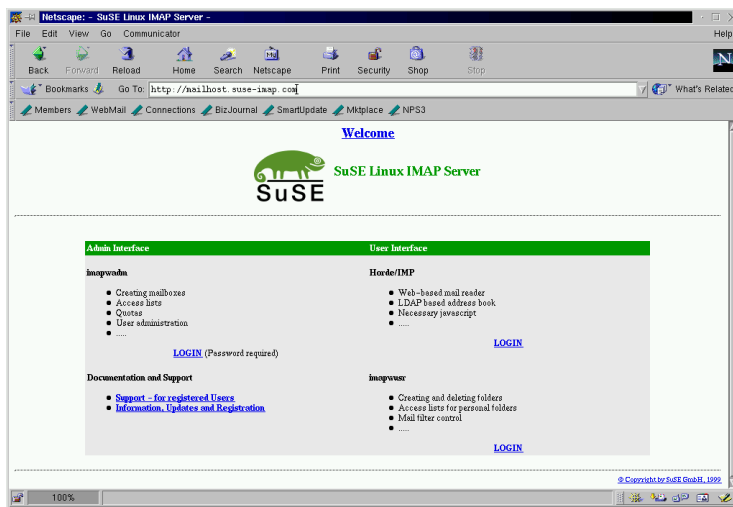 Netscape: - SuSE Linux IMAP Server -
File Edit View Go Communicator Help
Back Forward Reload Home Search Netscape Print Security Shop Stop
N
Bookmarks Go To: http://mailhost.suse-imap.com What's Related
Members WebMail Connections BizJournal SmartUpdate Mktplace NPS3
Welcome
SuSE
SuSE Linux IMAP Server
Admin Interface
imapwadm
Creating mailboxes
Access lists
Quotas
User administration
.....
LOGIN (Password required)
Documentation and Support
Support - for registered Users
Information, Updates and Registration
User Interface
Horde/IMP
Web-based mail reader
LDAP based address book
Necessary javascript
.....
LOGIN
imapwusr
Creating and deleting folders
Access lists for personal folders
Mail filter control
.....
LOGIN
© Copyright by SuSE GmbH, 1999
100%